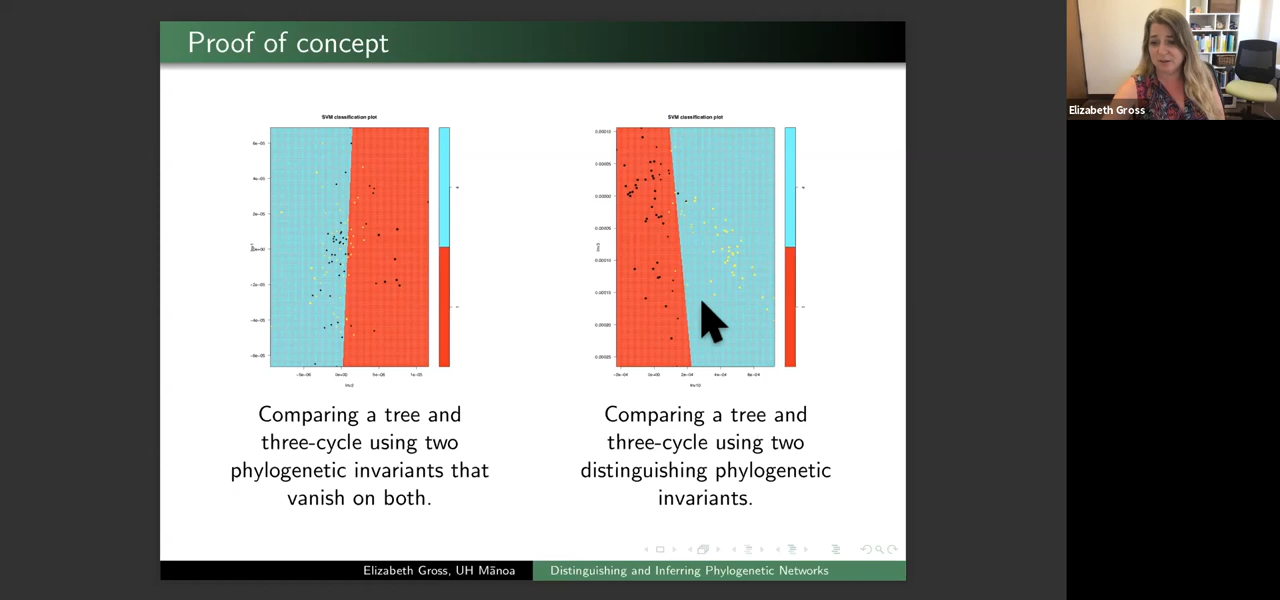 Proof of concept
Elizabeth Gross
SVM classification plot
SVM classification plot
Comparing a tree and
three-cycle using two
phylogenetic invariants that
vanish on both.
Comparing a tree and
three-cycle using two
distinguishing phylogenetic
invariants.
Elizabeth Gross, UH Mānoa
Distinguishing and Inferring Phylogenetic Networks